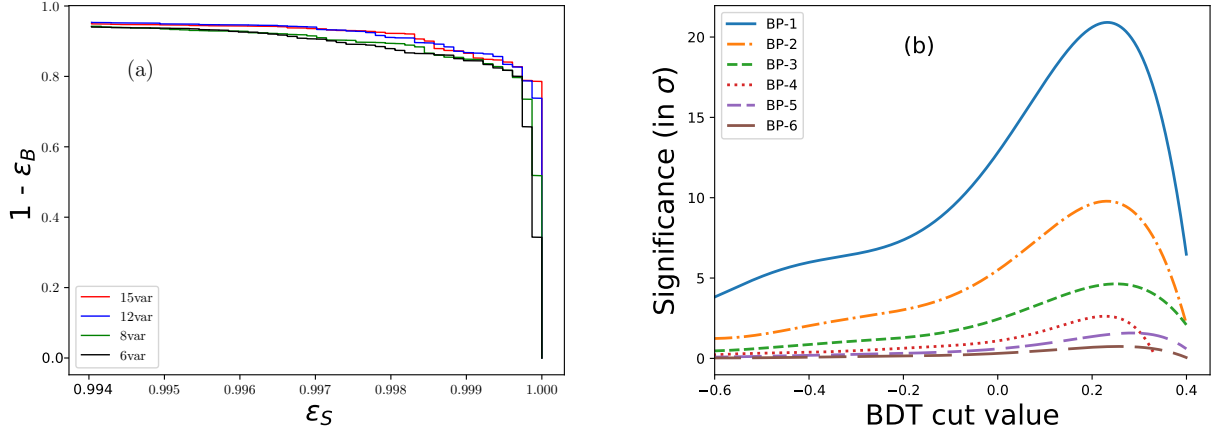 1.0
0.8
0.6
0.4
0.2
0.0
1 - εB
(a)
15var
12var
8var
6var
0.994
0.995
0.996
0.997
0.998
0.999
1.000
εS
20
15
10
5
0
Significance (in σ)
(b)
BP-1
BP-2
BP-3
BP-4
BP-5
BP-6
−0.6
−0.4
−0.2
0.0
0.2
0.4
BDT cut value